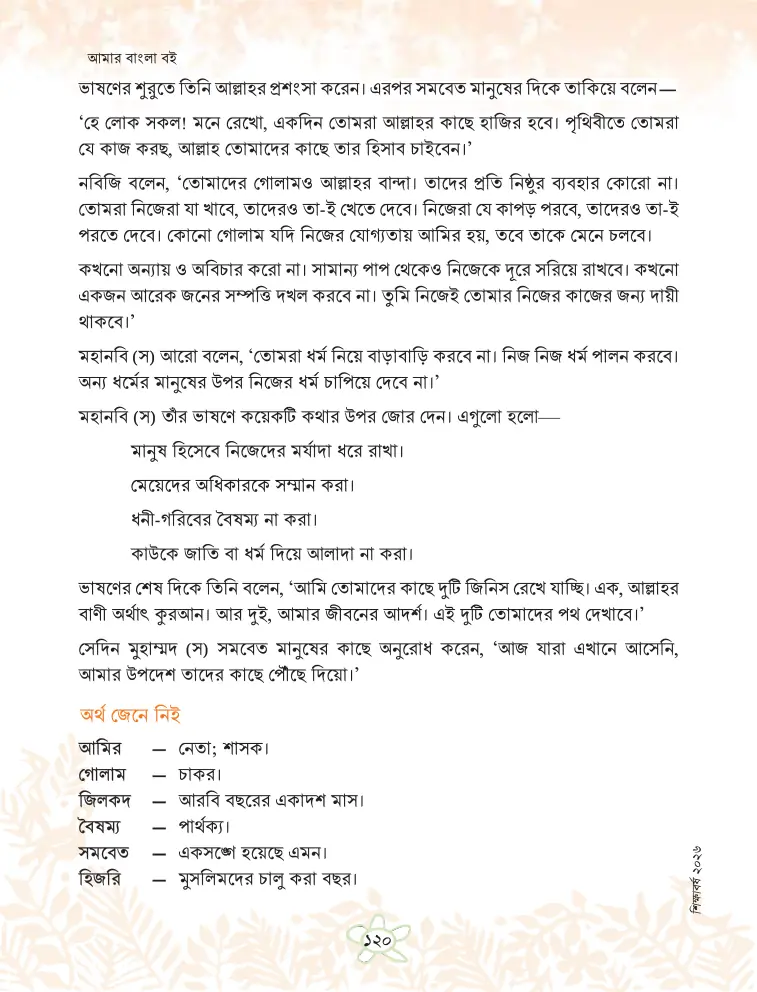 আমার বাংলা বই
ভাষণের শুরুতে তিনি আল্লাহর প্রশংসা করেন। এরপর সমবেত মানুষের দিকে তাকিয়ে বলেন—
‘হে লোক সকল! মনে রেখো, একদিন তোমরা আল্লাহর কাছে হাজির হবে। পৃথিবীতে তোমরা
যে কাজ করছ, আল্লাহ তোমাদের কাছে তার হিসাব চাইবেন।’
নবিজি বলেন, ‘তোমাদের গোলামও আল্লাহর বান্দা। তাদের প্রতি নিষ্ঠুর ব্যবহার কোরো না।
তোমরা নিজেরা যা খাবে, তাদেরও তা-ই খেতে দেবে। নিজেরা যে কাপড় পরবে, তাদেরও তা-ই
পরতে দেবে। কোনো গোলাম যদি নিজের যোগ্যতায় আমির হয়, তবে তাকে মেনে চলবে।
কখনো অন্যায় ও অবিচার করো না। সামান্য পাপ থেকেও নিজেকে দূরে সরিয়ে রাখবে। কখনো
একজন আরেক জনের সম্পত্তি দখল করবে না। তুমি নিজেই তোমার নিজের কাজের জন্য দায়ী
থাকবে।’
মহানবি (স) আরো বলেন, ‘তোমরা ধর্ম নিয়ে বাড়াবাড়ি করবে না। নিজ নিজ ধর্ম পালন করবে।
অন্য ধর্মের মানুষের উপর নিজের ধর্ম চাপিয়ে দেবে না।’
মহানবি (স) তাঁর ভাষণে কয়েকটি কথার উপর জোর দেন। এগুলো হলো—
মানুষ হিসেবে নিজেদের মর্যাদা ধরে রাখা।
মেয়েদের অধিকারকে সম্মান করা।
ধনী-গরিবের বৈষম্য না করা।
কাউকে জাতি বা ধর্ম দিয়ে আলাদা না করা।
ভাষণের শেষ দিকে তিনি বলেন, ‘আমি তোমাদের কাছে দুটি জিনিস রেখে যাচ্ছি। এক, আল্লাহর
বাণী অর্থাৎ কুরআন। আর দুই, আমার জীবনের আদর্শ। এই দুটি তোমাদের পথ দেখাবে।’
সেদিন মুহাম্মদ (স) সমবেত মানুষের কাছে অনুরোধ করেন, ‘আজ যারা এখানে আসেনি,
আমার উপদেশ তাদের কাছে পৌঁছে দিয়ো।’
অর্থ জেনে নিই
আমির — নেতা; শাসক।
গোলাম — চাকর।
জিলকদ — আরবি বছরের একাদশ মাস।
বৈষম্য — পার্থক্য।
সমবেত — একসঙ্গে হয়েছে এমন।
হিজরি — মুসলিমদের চালু করা বছর।
শিক্ষাবর্ষ ২০২৬
১২০